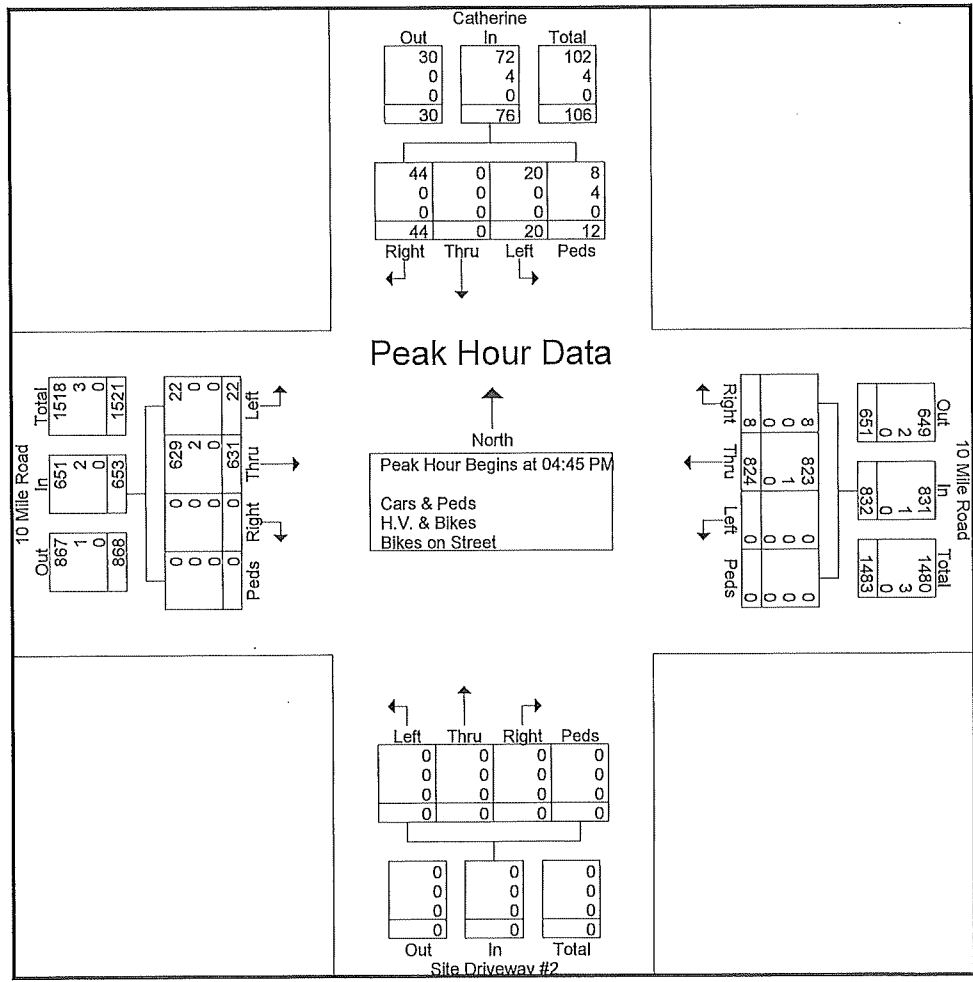 Catherine
Out In Total
30 72 102
0 4 4
0 0 0
30 76 106
44 0 20 8
0 0 0 4
0 0 0 0
44 0 20 12
Right Thru Left Peds
Peak Hour Data
North
Peak Hour Begins at 04:45 PM
Cars & Peds
H.V. & Bikes
Bikes on Street
10 Mile Road
Out In Total
867 651 1518
1 2 3
0 0 0
868 653 1521
Peds Right Thru Left
0 0 629 22
0 0 2 0
0 0 0 0
0 0 631 22
10 Mile Road
Out In Total
649 831 1480
2 1 3
0 0 0
651 832 1483
8 823 0 0
0 1 0 0
0 0 0 0
8 824 0 0
Right Thru Left Peds
Left Thru Right Peds
0 0 0 0
0 0 0 0
0 0 0 0
0 0 0 0
0 0 0
0 0 0
0 0 0
0 0 0
Out In Total
Site Driveway #2